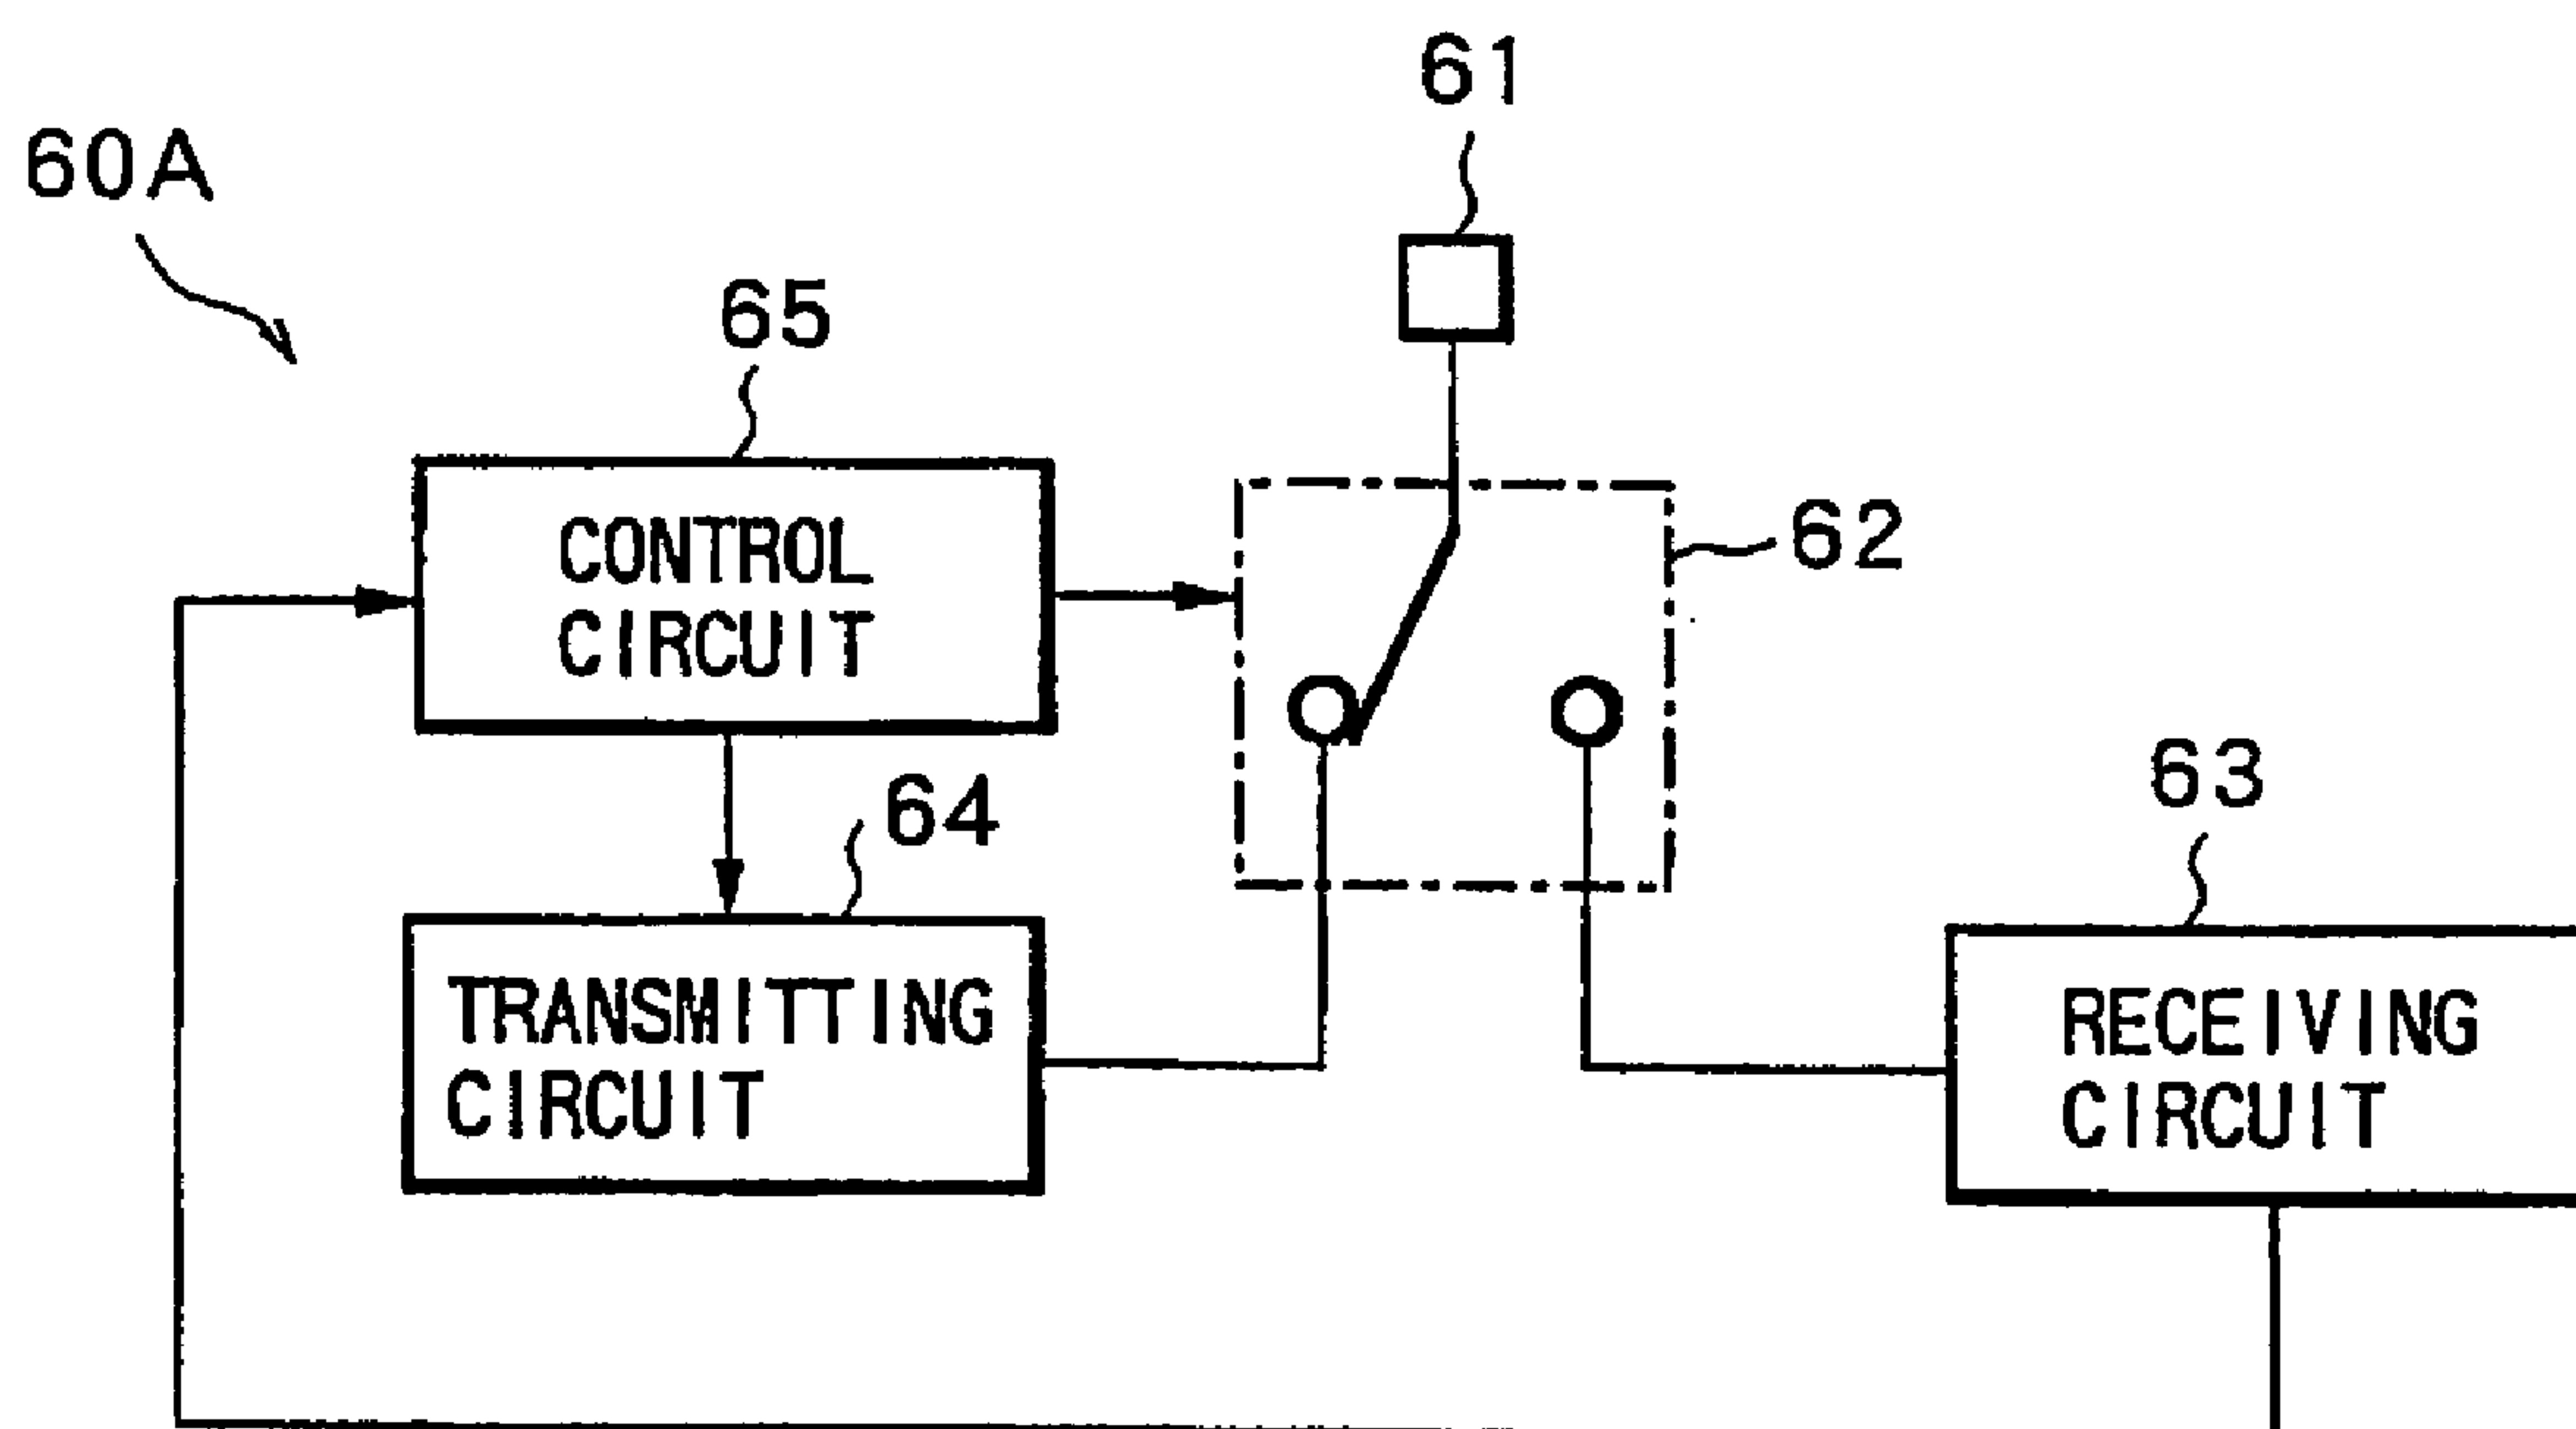 61
60A
65
CONTROL
CIRCUIT
62
64
63
TRANSMITTING
CIRCUIT
RECEIVING
CIRCUIT